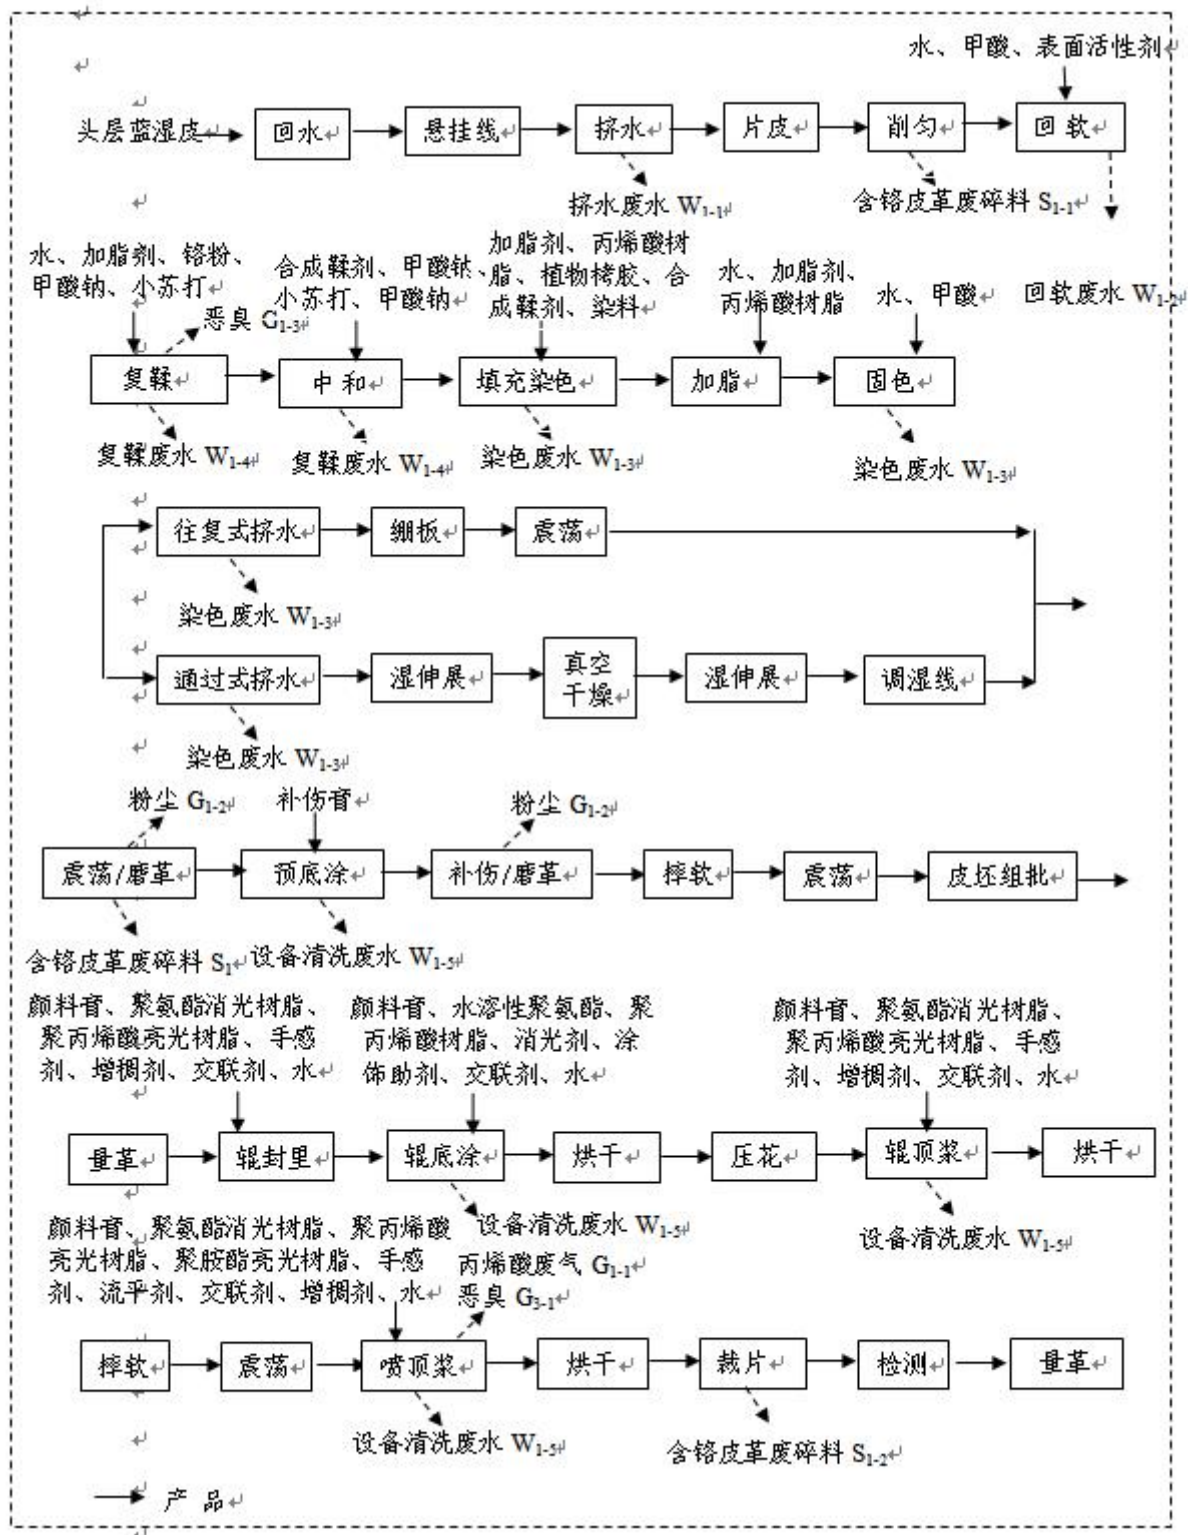 水、甲酸、表面活性剂
头层蓝湿皮
回水
悬挂线
挤水
片皮
削匀
回软
挤水废水 W1-1
含铬皮革废碎料 S1-1
水、加脂剂、铬粉、
甲酸钠、小苏打
恶臭 G1-3
合成鞣剂、甲酸钠、
小苏打、甲酸钠
加脂剂、丙烯酸树
脂、植物栲胶、合
成鞣剂、染料
水、加脂剂、
丙烯酸树脂
水、甲酸
回软废水 W1-2
复鞣
中和
填充染色
加脂
固色
复鞣废水 W1-4
复鞣废水 W1-4
染色废水 W1-3
染色废水 W1-3
往复式挤水
绷板
震荡
染色废水 W1-3
通过式挤水
湿伸展
真空
干燥
湿伸展
调湿线
染色废水 W1-3
粉尘 G1-2
补伤膏
粉尘 G1-2
震荡/磨革
预底涂
补伤/磨革
摔软
震荡
皮坯组批
含铬皮革废碎料 S1
设备清洗废水 W1-5
颜料膏、聚氨酯消光树脂、
聚丙烯酸亮光树脂、手感
剂、增稠剂、交联剂、水
颜料膏、水溶性聚氨酯、聚
丙烯酸树脂、消光剂、涂
饰助剂、交联剂、水
颜料膏、聚氨酯消光树脂、
聚丙烯酸亮光树脂、手感
剂、增稠剂、交联剂、水
量革
辊封里
辊底涂
烘干
压花
辊顶浆
烘干
设备清洗废水 W1-5
设备清洗废水 W1-5
颜料膏、聚氨酯消光树脂、聚丙烯酸
亮光树脂、聚胺酯亮光树脂、手感
剂、流平剂、交联剂、增稠剂、水
丙烯酸废气 G1-1
恶臭 G3-1
摔软
震荡
喷顶浆
烘干
裁片
检测
量革
设备清洗废水 W1-5
含铬皮革废碎料 S1-2
产 品